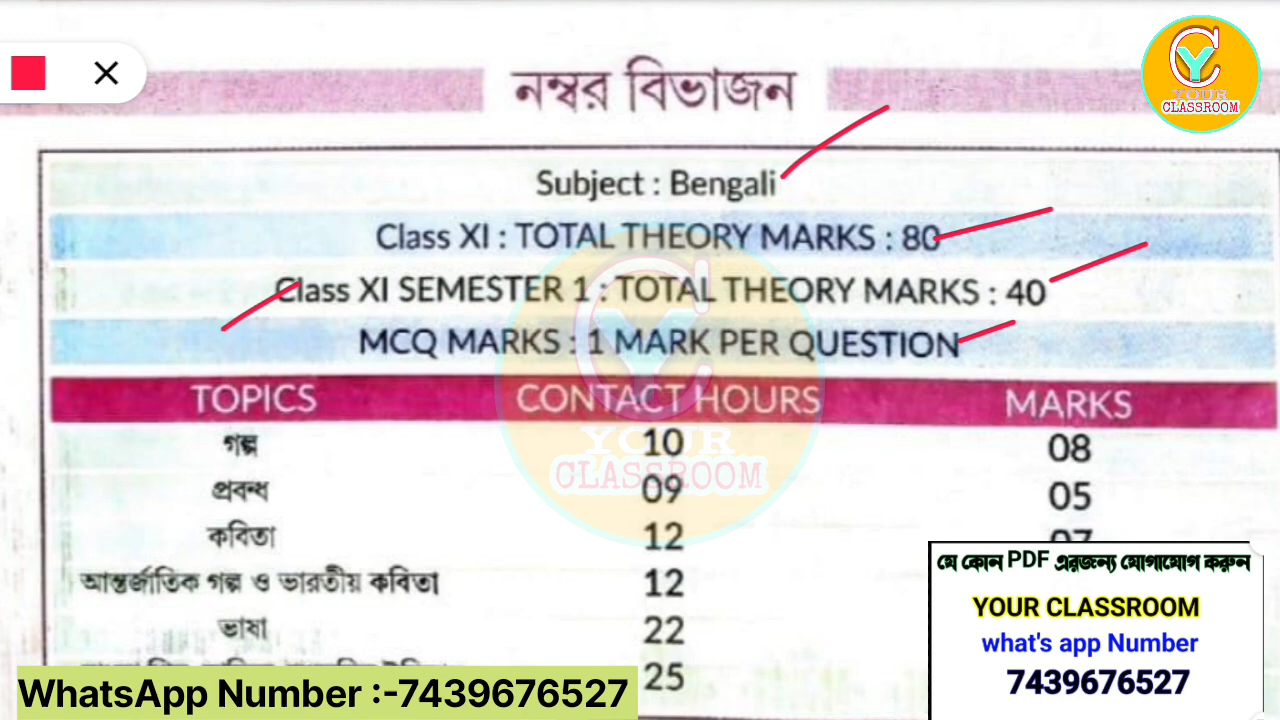 নম্বর বিভাজন
YOUR
CLASSROOM
Subject : Bengali
Class XI : TOTAL THEORY MARKS : 80
Class XI SEMESTER 1 : TOTAL THEORY MARKS : 40
MCQ MARKS : 1 MARK PER QUESTION
TOPICS CONTACT HOURS MARKS
গল্প 10 08
প্রবন্ধ 09 05
কবিতা 12 07
আন্তর্জাতিক গল্প ও ভারতীয় কবিতা 12
ভাষা 22
25
YOUR
CLASSROOM
যে কোন PDF এরজন্য যোগাযোগ করুন
YOUR CLASSROOM
what's app Number
7439676527
WhatsApp Number :-7439676527